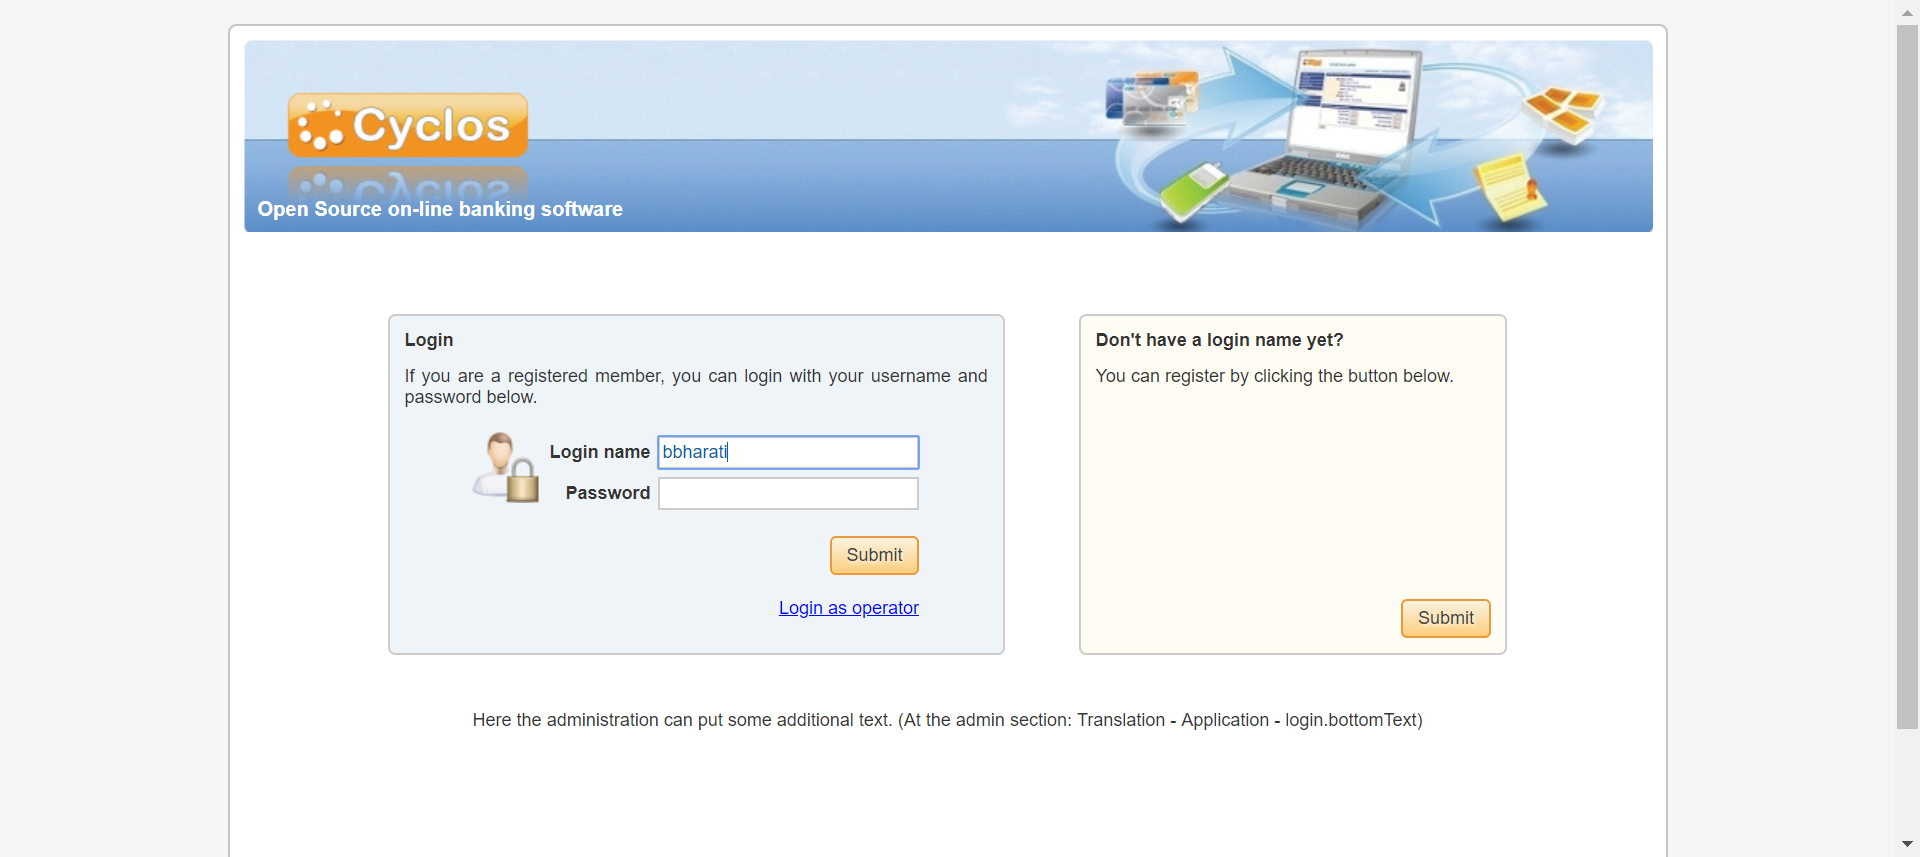 Cyclos
Open Source on-line banking software
Login
If you are a registered member, you can login with your username and
password below.
Login name bbharati
Password
Submit
Login as operator
Don't have a login name yet?
You can register by clicking the button below.
Submit
Here the administration can put some additional text. (At the admin section: Translation - Application - login.bottomText)